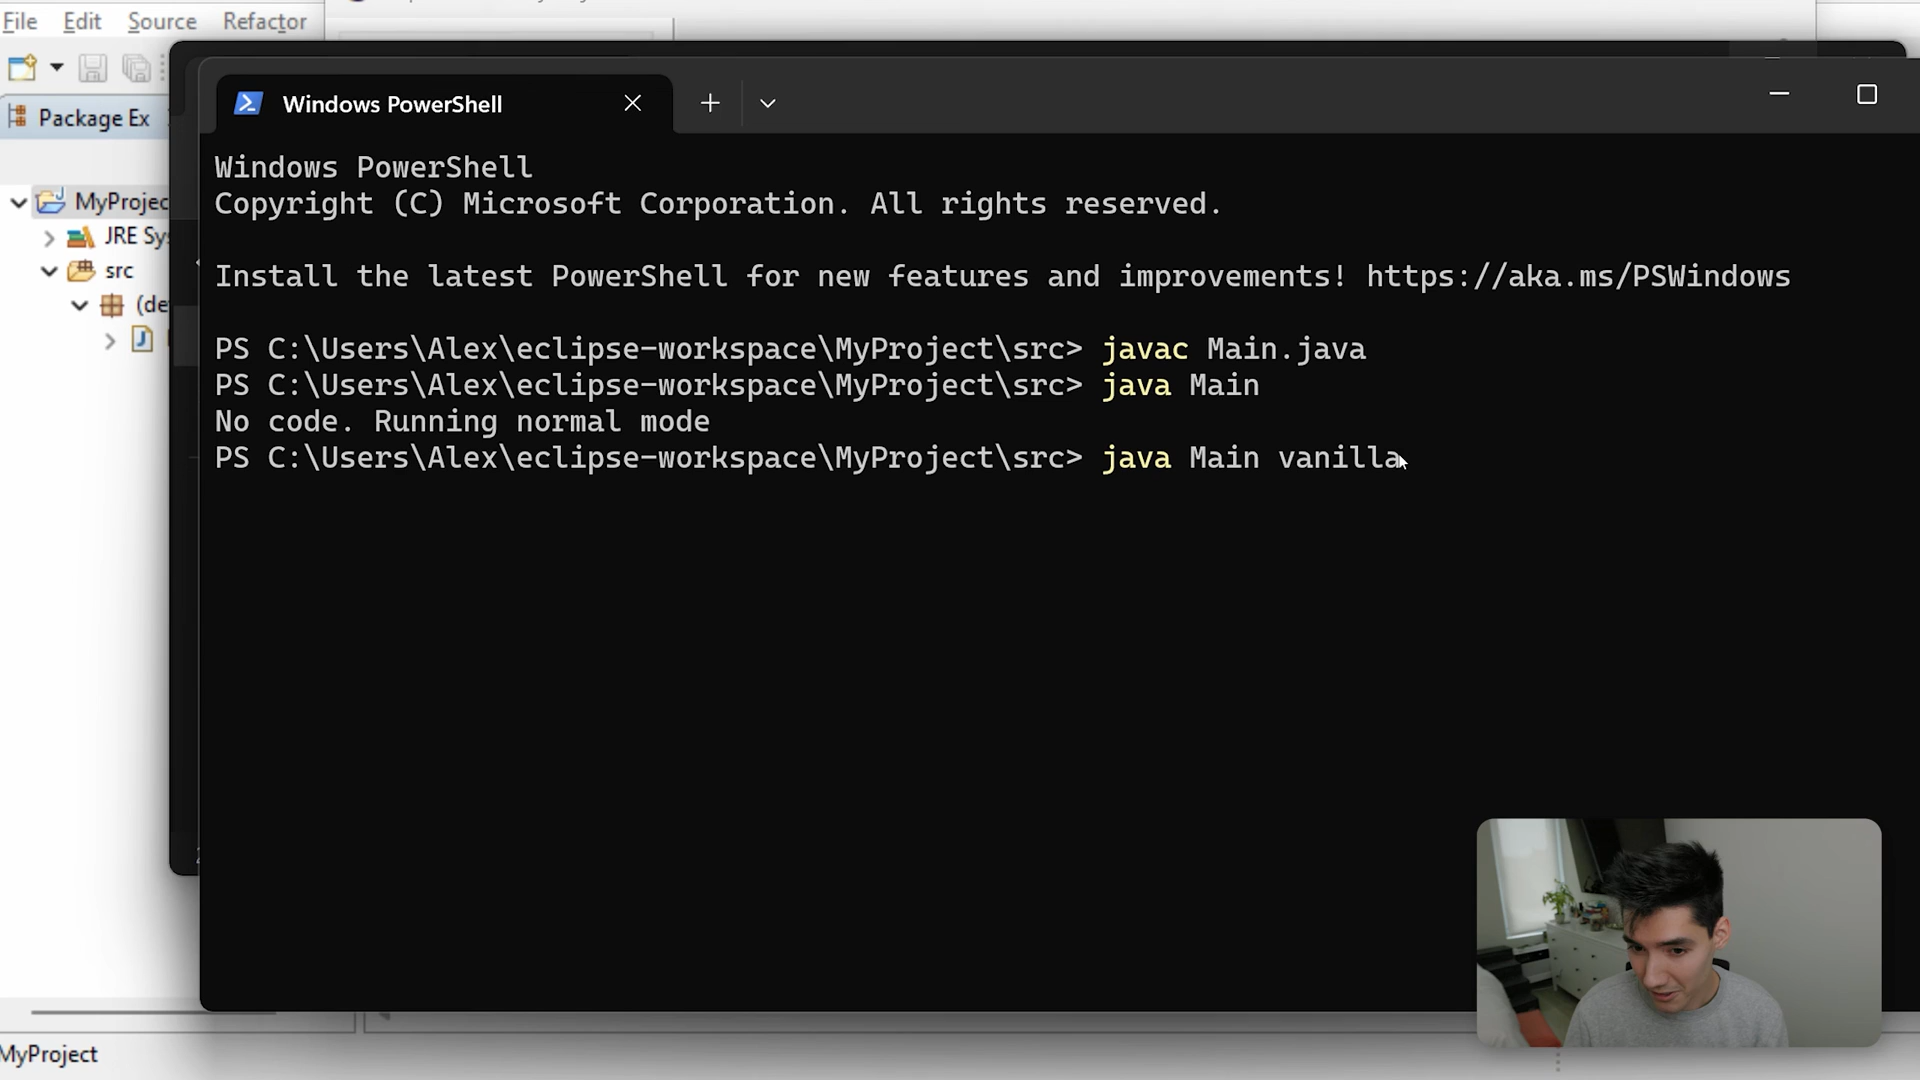 File Edit Source Refactor
Package Ex
MyProjec
JRE Sy
src
(de
Windows PowerShell
Windows PowerShell
Copyright (C) Microsoft Corporation. All rights reserved.
Install the latest PowerShell for new features and improvements! https://aka.ms/PSWindows
PS C:\Users\Alex\eclipse-workspace\MyProject\src> javac Main.java
PS C:\Users\Alex\eclipse-workspace\MyProject\src> java Main
No code. Running normal mode
PS C:\Users\Alex\eclipse-workspace\MyProject\src> java Main vanilla
MyProject